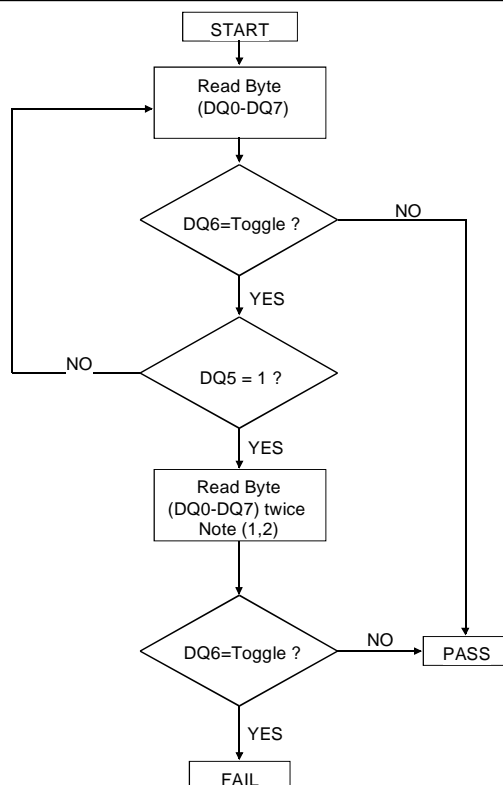 START
Read Byte
(DQ0-DQ7)
DQ6=Toggle ?
NO
YES
NO
DQ5 = 1 ?
YES
Read Byte
(DQ0-DQ7) twice
Note (1,2)
DQ6=Toggle ?
NO
PASS
YES
FAIL